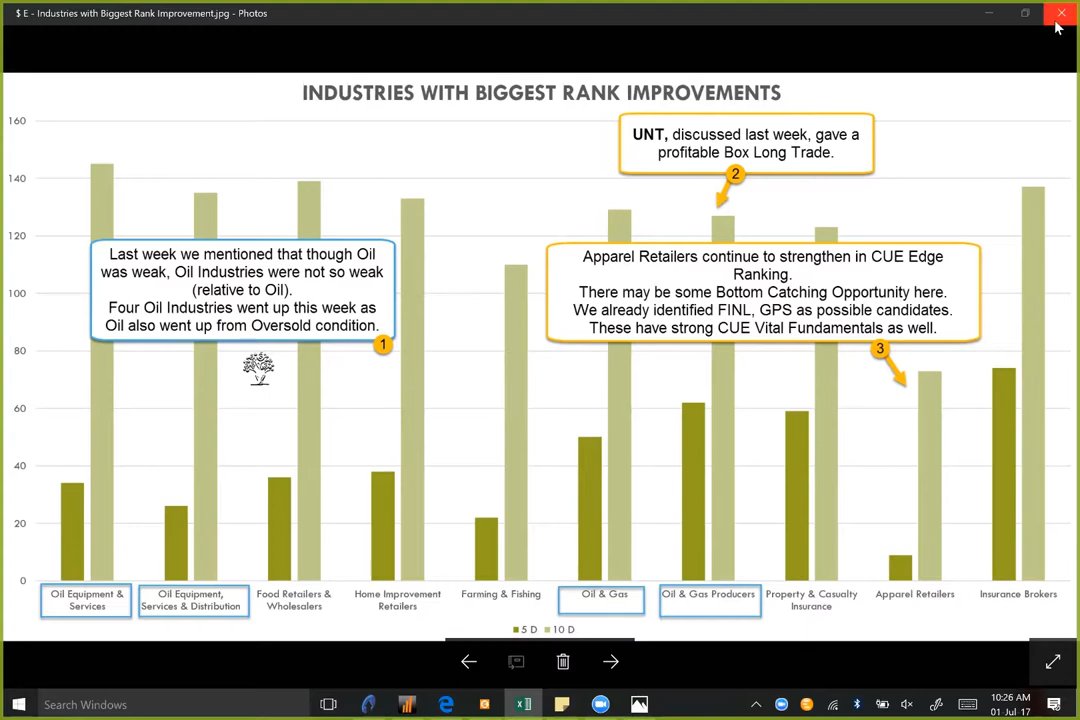 $ E - Industries with Biggest Rank Improvement.jpg - Photos
INDUSTRIES WITH BIGGEST RANK IMPROVEMENTS
160
140
120
100
80
60
40
20
0
UNT, discussed last week, gave a
profitable Box Long Trade.
2
Last week we mentioned that though Oil
was weak, Oil Industries were not so weak
(relative to Oil).
Four Oil Industries went up this week as
Oil also went up from Oversold condition.
1
Apparel Retailers continue to strengthen in CUE Edge
Ranking.
There may be some Bottom Catching Opportunity here.
We already identified FINL, GPS as possible candidates.
These have strong CUE Vital Fundamentals as well.
3
Oil Equipment &
Services
Oil Equipment,
Services & Distribution
Food Retailers &
Wholesalers
Home Improvement
Retailers
Farming & Fishing
Oil & Gas
Oil & Gas Producers
Property & Casualty
Insurance
Apparel Retailers
Insurance Brokers
5 D 10 D
Search Windows
10:26 AM
01-Jul-17